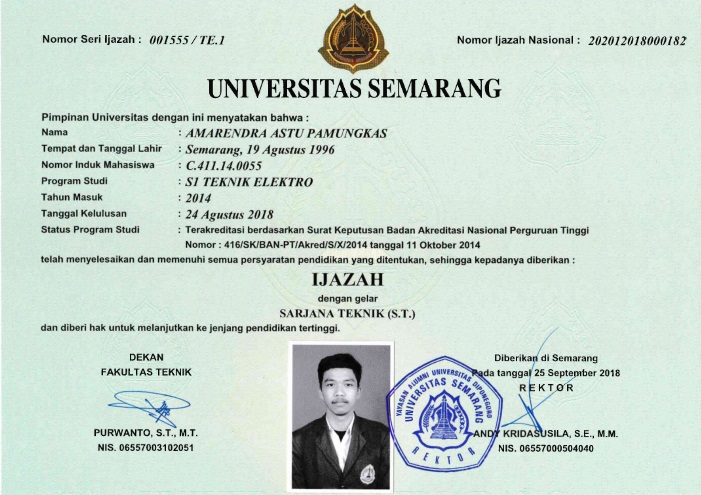 Nomor Seri Ijazah : 001555 / TE.1
Nomor Ijazah Nasional : 202012018000182
UNIVERSITAS SEMARANG
Pimpinan Universitas dengan ini menyatakan bahwa :
Nama : AMARENDRA ASTU PAMUNGKAS
Tempat dan Tanggal Lahir : Semarang, 19 Agustus 1996
Nomor Induk Mahasiswa : C.411.14.0055
Program Studi : S1 TEKNIK ELEKTRO
Tahun Masuk : 2014
Tanggal Kelulusan : 24 Agustus 2018
Status Program Studi : Terakreditasi berdasarkan Surat Keputusan Badan Akreditasi Nasional Perguruan Tinggi
Nomor : 416/SK/BAN-PT/Akred/S/X/2014 tanggal 11 Oktober 2014
telah menyelesaikan dan memenuhi semua persyaratan pendidikan yang ditentukan, sehingga kepadanya diberikan :
IJAZAH
dengan gelar
SARJANA TEKNIK (S.T.)
dan diberi hak untuk melanjutkan ke jenjang pendidikan tertinggi.
DEKAN
FAKULTAS TEKNIK
PURWANTO, S.T., M.T.
NIS. 06557003102051
YAYASAN ALUMNI UNIVERSITAS DIPONEGORO
UNIVERSITAS SEMARANG
REKTOR
Diberikan di Semarang
Pada tanggal 25 September 2018
REKTOR
ANDY KRIDASUSILA, S.E., M.M.
NIS. 06557000504040